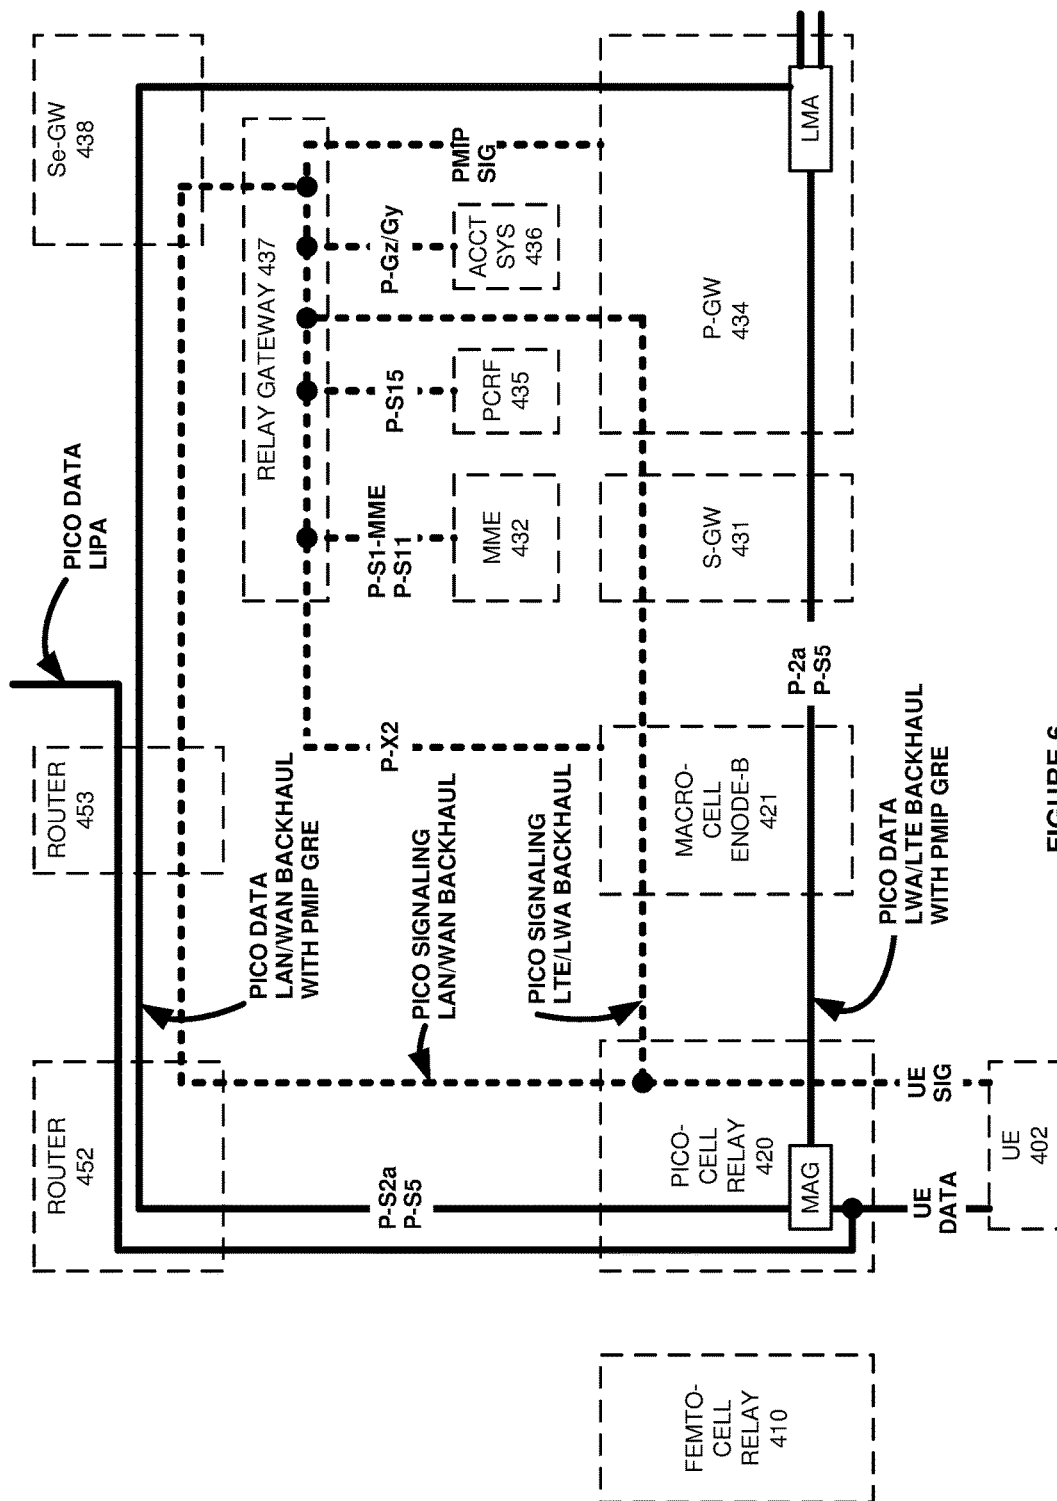 ROUTER
452
ROUTER
453
Se-GW
438
PICO DATA
LIPA
PICO DATA
LAN/WAN BACKHAUL
WITH PMIP GRE
RELAY GATEWAY 437
P-S2a
P-S5
PICO SIGNALING
LAN/WAN BACKHAUL
P-X2
P-S1-MME
P-S11
P-S15
P-Gz/Gy
PMIP
SIG
MME
432
PCRF
435
ACCT
SYS
436
PICO SIGNALING
LTE/LWA BACKHAUL
FEMTO-
CELL
RELAY
410
PICO-
CELL
RELAY
420
MACRO-
CELL
ENODE-B
421
S-GW
431
P-GW
434
MAG
P-2a
P-S5
LMA
UE
DATA
UE
SIG
PICO DATA
LWA/LTE BACKHAUL
WITH PMIP GRE
UE
402
FIGURE 6